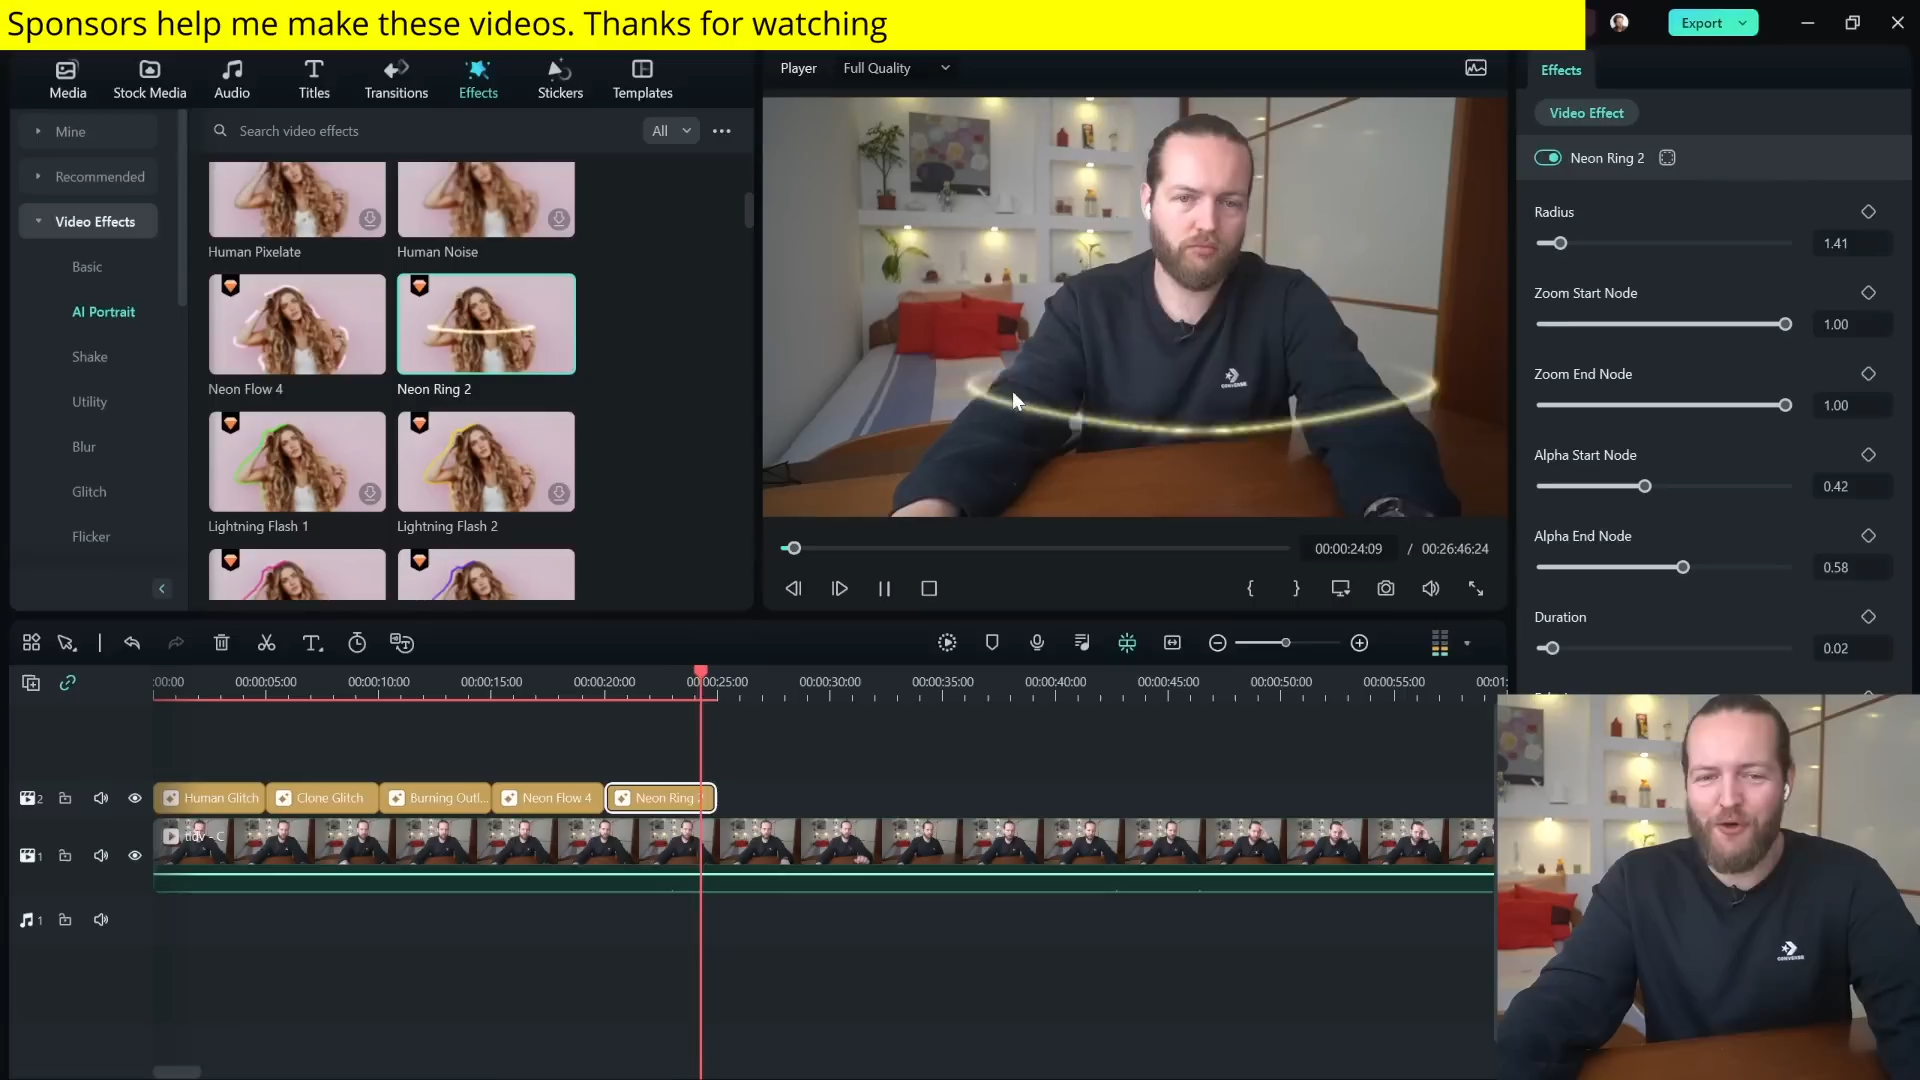 Sponsors help me make these videos. Thanks for watching
Export
Media
Stock Media
Audio
Titles
Transitions
Effects
Stickers
Templates
Player
Full Quality
Effects
Mine
Search video effects
All
Video Effect
Recommended
Neon Ring 2
Video Effects
Human Pixelate
Human Noise
Radius
1.41
Basic
Zoom Start Node
1.00
AI Portrait
Shake
Zoom End Node
1.00
Neon Flow 4
Neon Ring 2
Utility
Alpha Start Node
0.42
Blur
Glitch
Lightning Flash 1
Lightning Flash 2
Flicker
Alpha End Node
0.58
00:00:24:09 / 00:26:46:24
Duration
0.02
:00:00
00:00:05:00
00:00:10:00
00:00:15:00
00:00:20:00
00:00:25:00
00:00:30:00
00:00:35:00
00:00:40:00
00:00:45:00
00:00:50:00
00:00:55:00
00:01:
2
Human Glitch
Clone Glitch
Burning Outl...
Neon Flow 4
Neon Ring
1
1
CONVERSE
CONVERSE